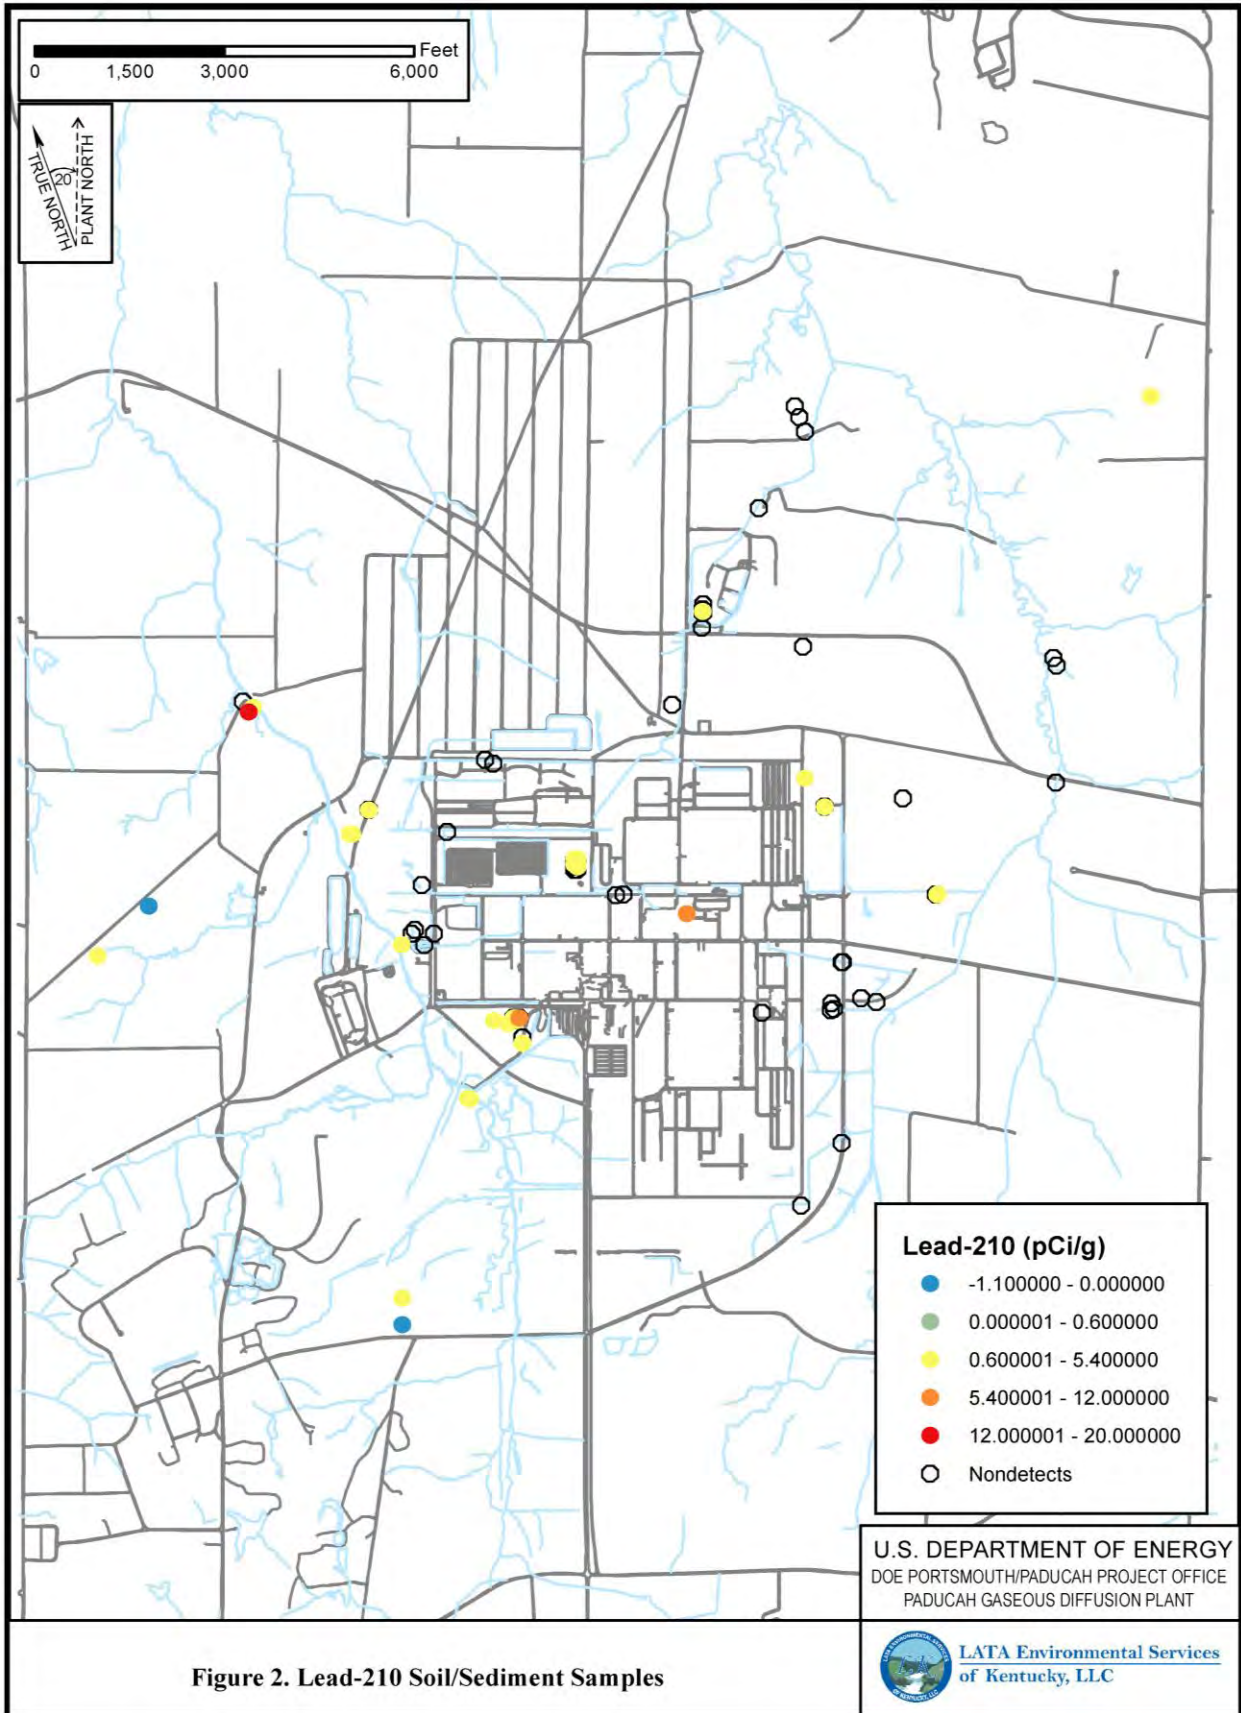 Feet
0 1,500 3,000 6,000
TRUE NORTH
20
PLANT NORTH
Lead-210 (pCi/g)
-1.100000 - 0.000000
0.000001 - 0.600000
0.600001 - 5.400000
5.400001 - 12.000000
12.000001 - 20.000000
Nondetects
U.S. DEPARTMENT OF ENERGY
DOE PORTSMOUTH/PADUCAH PROJECT OFFICE
PADUCAH GASEOUS DIFFUSION PLANT
Figure 2. Lead-210 Soil/Sediment Samples
LATA Environmental Services
of Kentucky, LLC